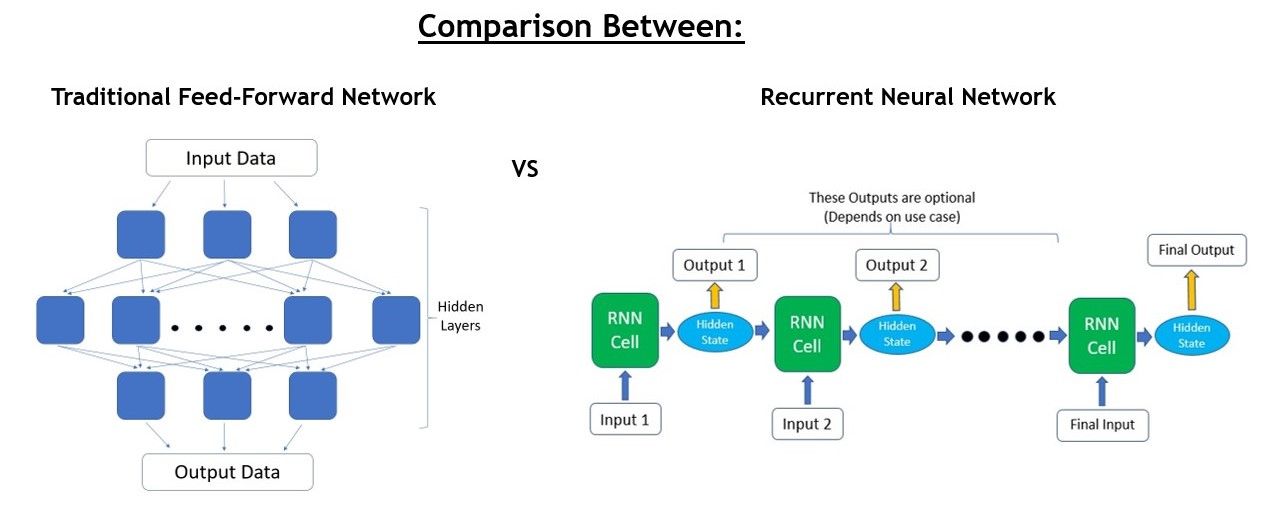 Comparison Between:
Traditional Feed-Forward Network
Input Data
Hidden
Layers
Output Data
VS
Recurrent Neural Network
These Outputs are optional
(Depends on use case)
Output 1
Output 2
Final Output
RNN
Cell
Hidden
State
RNN
Cell
Hidden
State
RNN
Cell
Hidden
State
Input 1
Input 2
Final Input